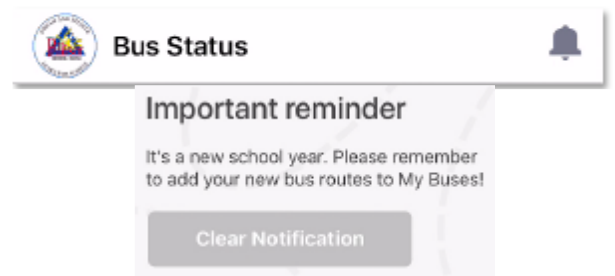 Bus Status
Important reminder
It's a new school year. Please remember
to add your new bus routes to My Buses!
Clear Notification